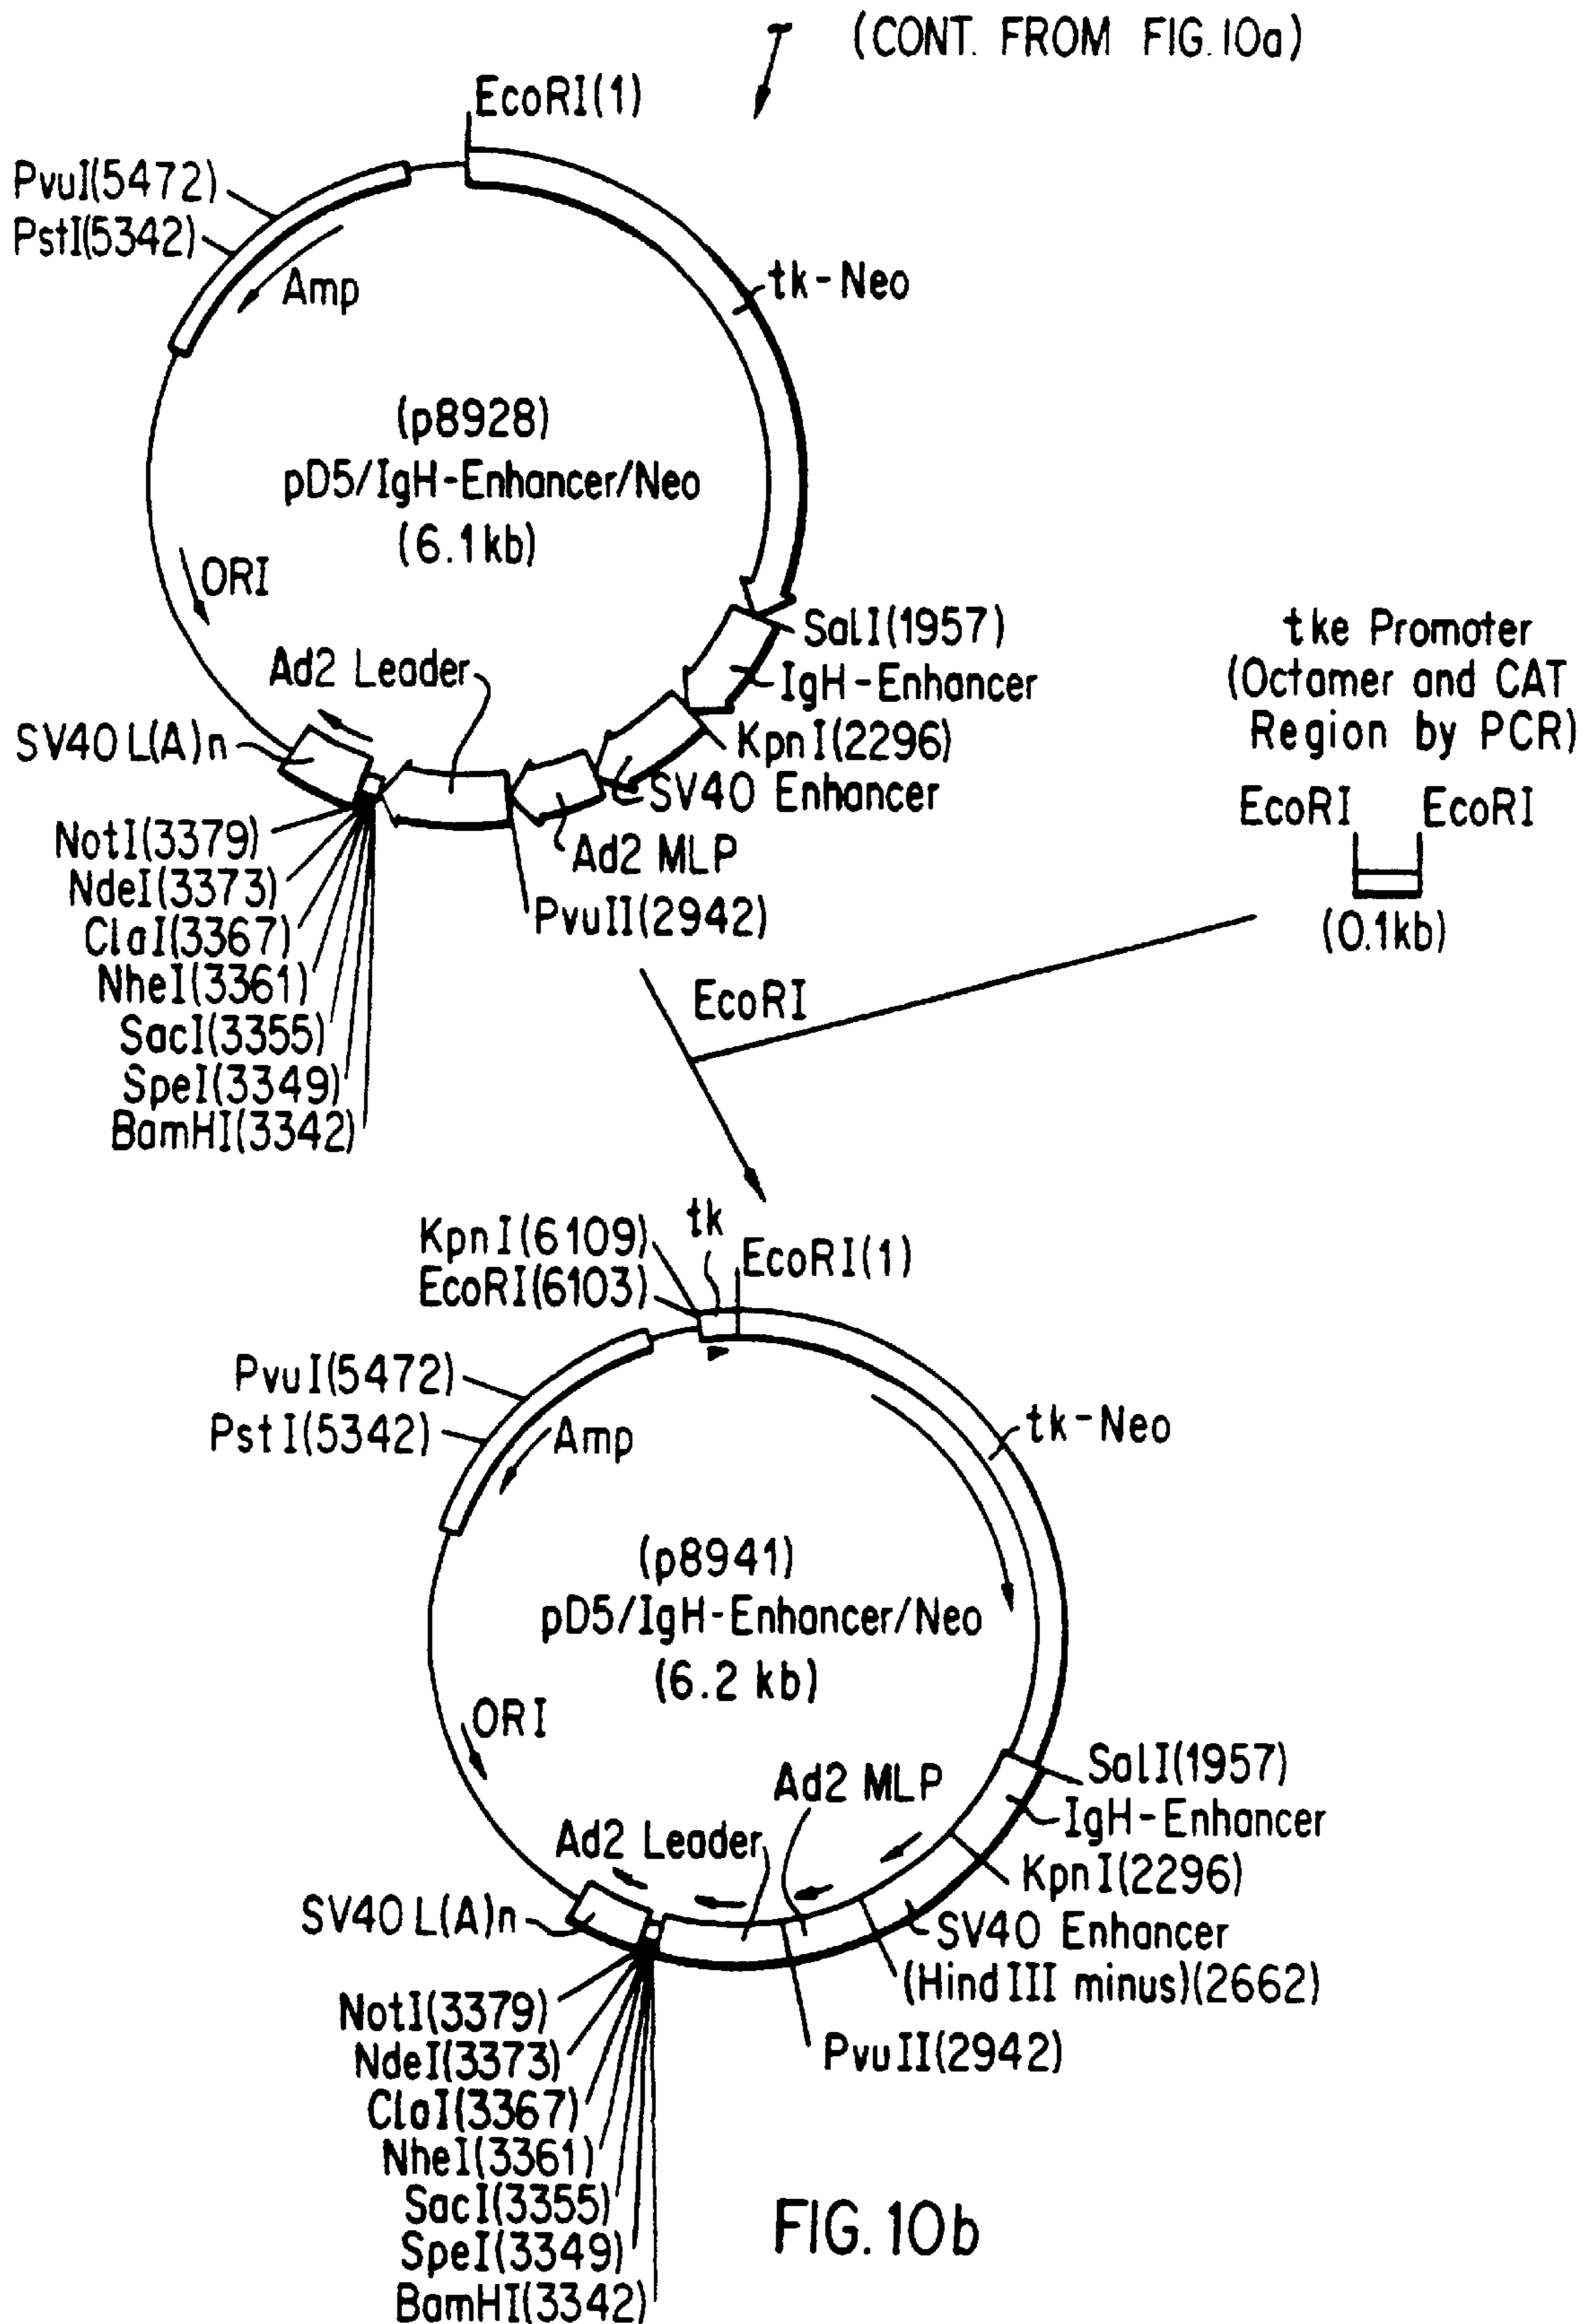 (CONT. FROM FIG. 10a)
EcoRI(1)
PvuI(5472)
PstI(5342)
Amp
tk-Neo
(p8928)
pD5/IgH-Enhancer/Neo
(6.1kb)
ORI
SalI(1957)
IgH-Enhancer
KpnI(2296)
SV40 Enhancer
Ad2 MLP
PvuII(2942)
Ad2 Leader
SV40 L(A)n
NotI(3379)
NdeI(3373)
ClaI(3367)
NheI(3361)
SacI(3355)
SpeI(3349)
BamHI(3342)
tke Promoter
(Octamer and CAT
Region by PCR)
EcoRI EcoRI
(0.1kb)
EcoRI
KpnI(6109)
EcoRI(6103)
tk
EcoRI(1)
PvuI(5472)
PstI(5342)
Amp
tk-Neo
(p8941)
pD5/IgH-Enhancer/Neo
(6.2 kb)
ORI
SalI(1957)
IgH-Enhancer
KpnI(2296)
SV40 Enhancer
(HindIII minus)(2662)
PvuII(2942)
Ad2 MLP
Ad2 Leader
SV40 L(A)n
NotI(3379)
NdeI(3373)
ClaI(3367)
NheI(3361)
SacI(3355)
SpeI(3349)
BamHI(3342)
FIG. 10b